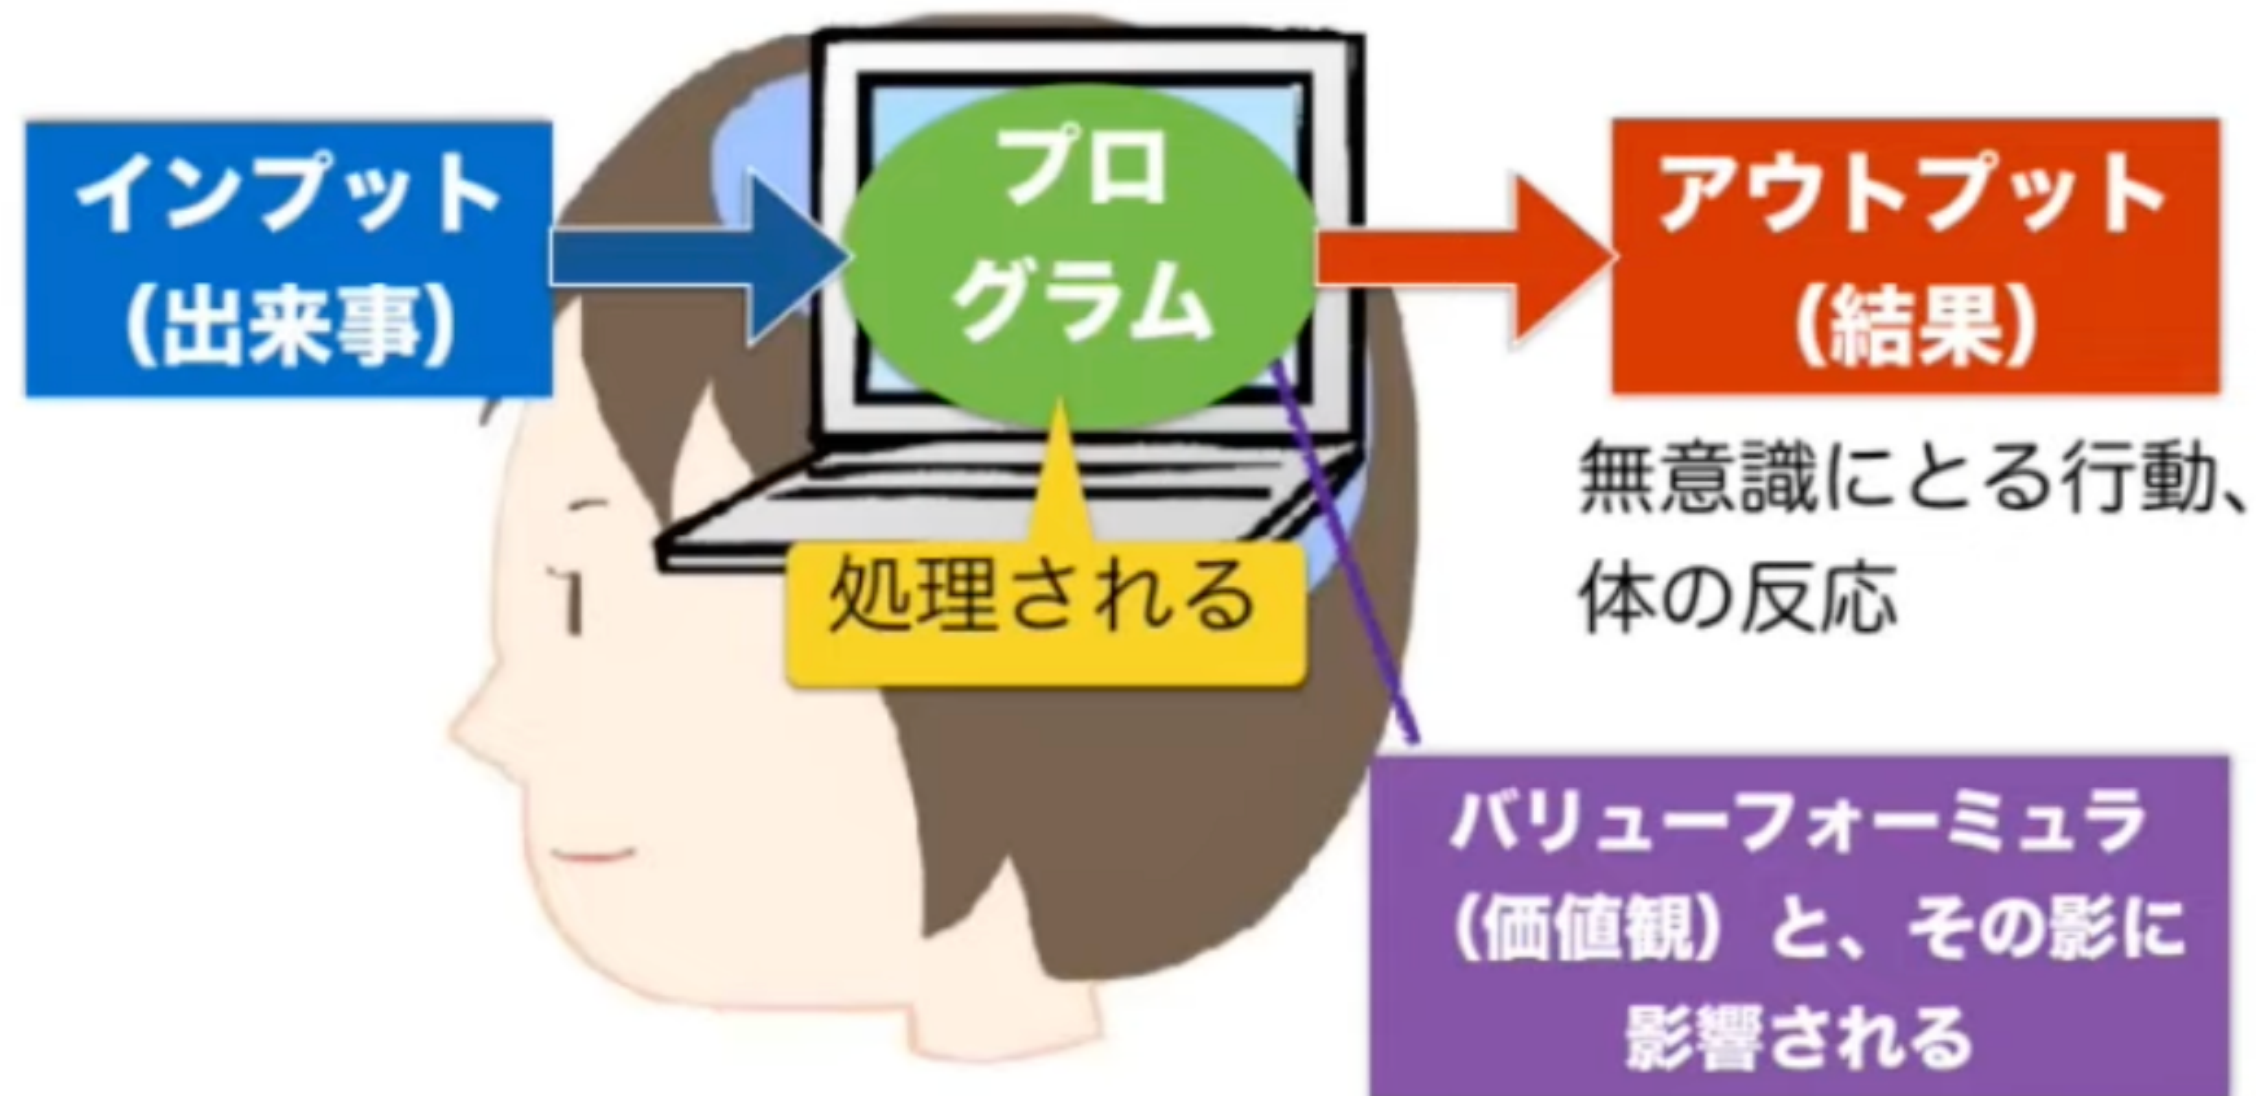 インプット
（出来事）
プロ
グラム
処理される
アウトプット
（結果）
無意識にとる行動、
体の反応
バリューフォーミュラ
（価値観）と、その影に
影響される